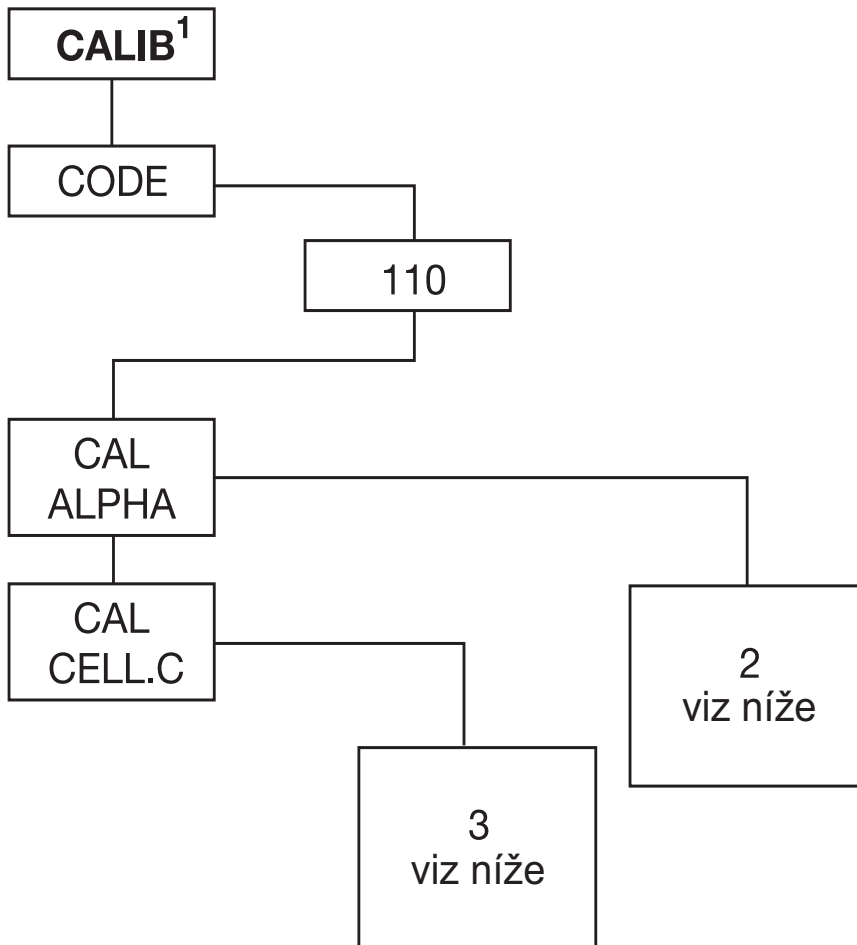 CALIB¹
CODE
110
CAL
ALPHA
CAL
CELL.C
2
viz níže
3
viz níže